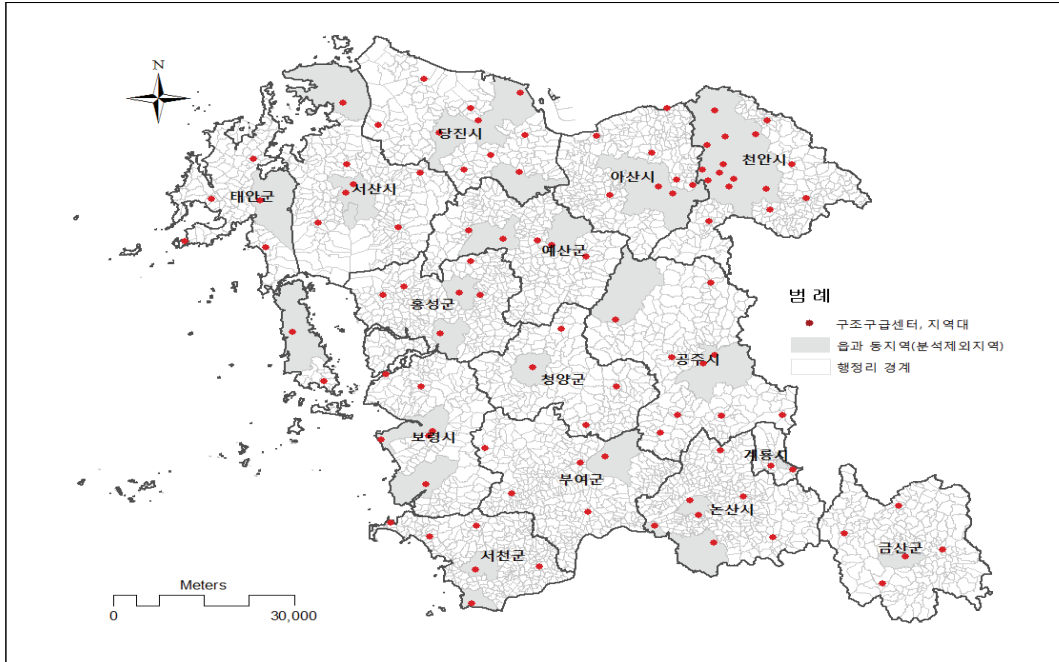 N
당진시
천안시
아산시
서산시
태안군
예산군
홍성군
범 례
구조구급센터, 지역대
읍과 동지역(분석제외지역)
행정리 경계
공주시
청양군
보령시
계룡시
부여군
논산시
서천군
금산군
Meters
0 30,000